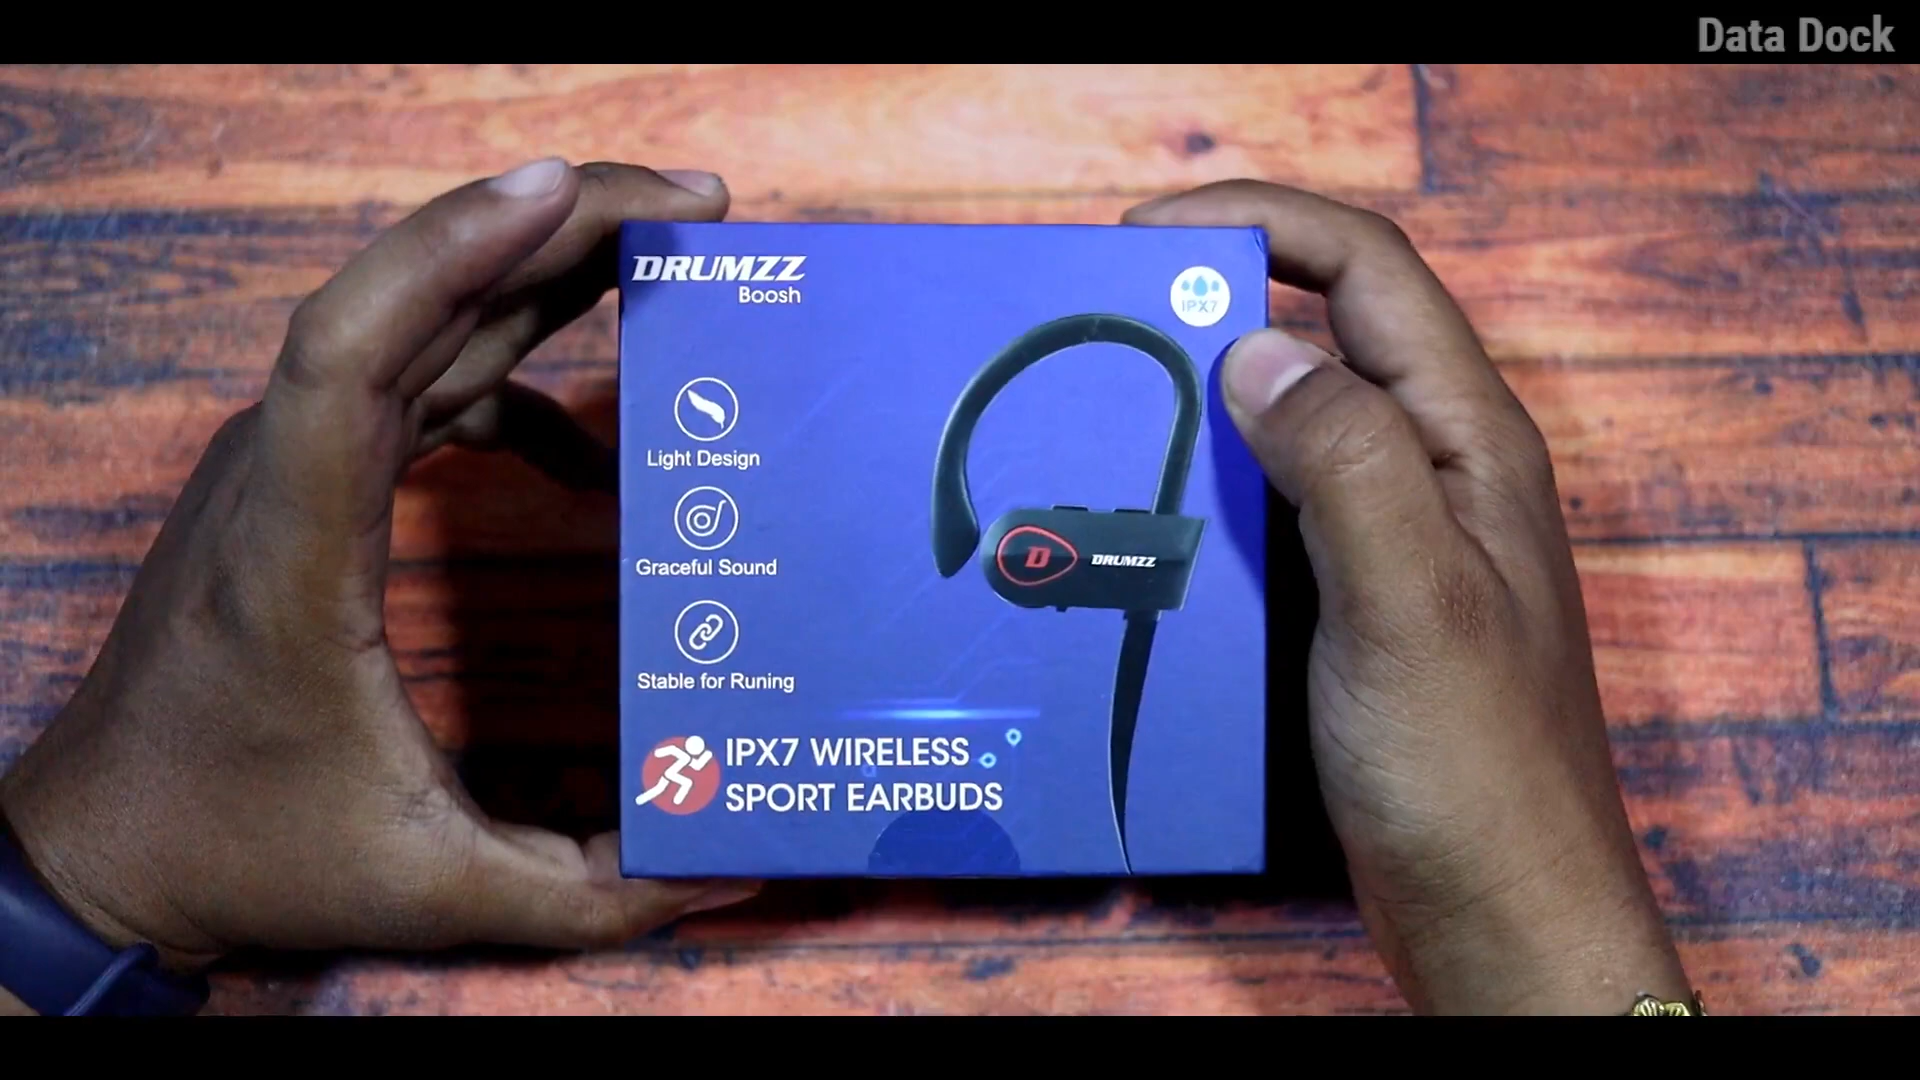 Data Dock
DRUMZZ
Boosh
IPX7
Light Design
Graceful Sound
D
DRUMZZ
Stable for Runing
IPX7 WIRELESS
SPORT EARBUDS